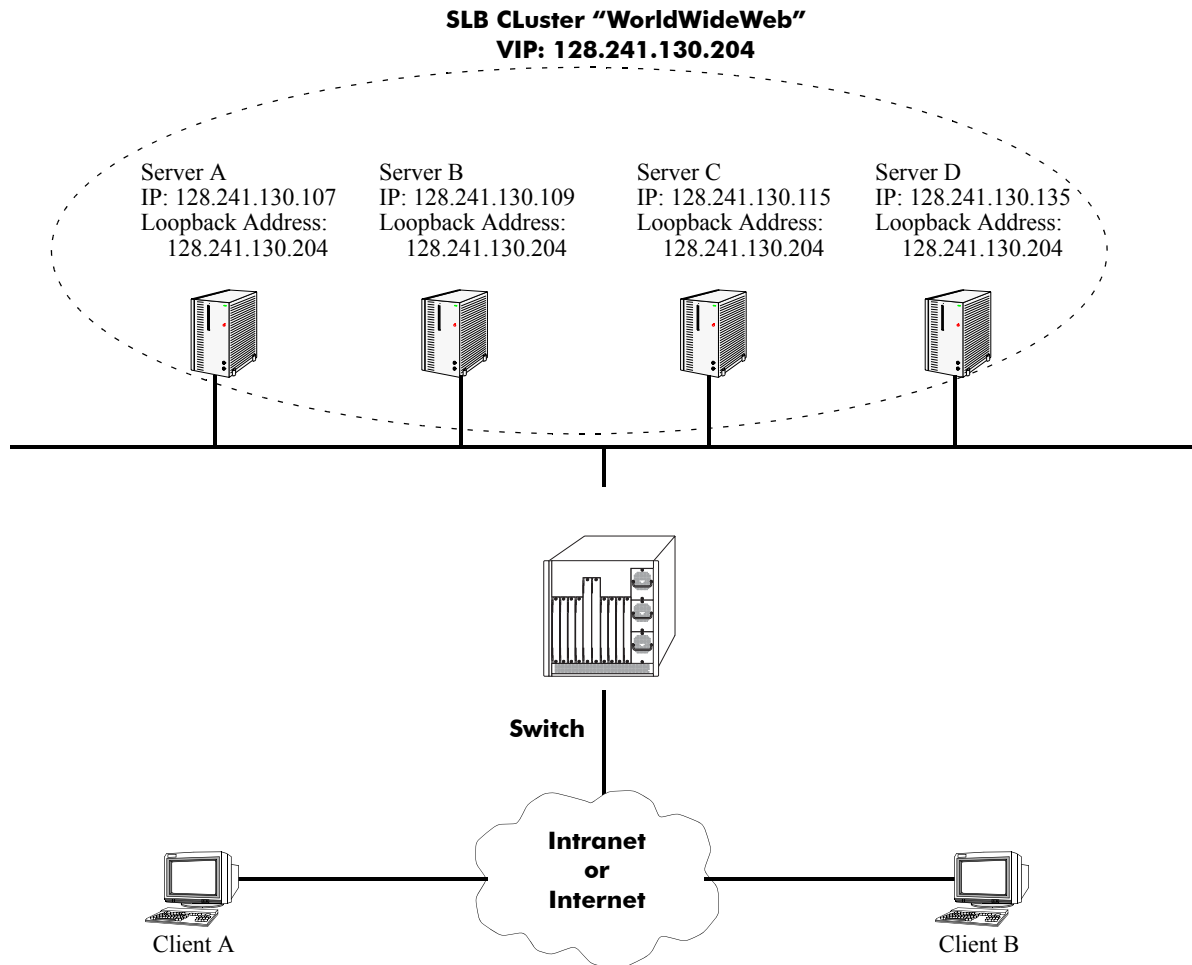 SLB CLuster “WorldWideWeb”
VIP: 128.241.130.204
Server A
IP: 128.241.130.107
Loopback Address:
128.241.130.204
Server B
IP: 128.241.130.109
Loopback Address:
128.241.130.204
Server C
IP: 128.241.130.115
Loopback Address:
128.241.130.204
Server D
IP: 128.241.130.135
Loopback Address:
128.241.130.204
Switch
Intranet
or
Internet
Client A
Client B